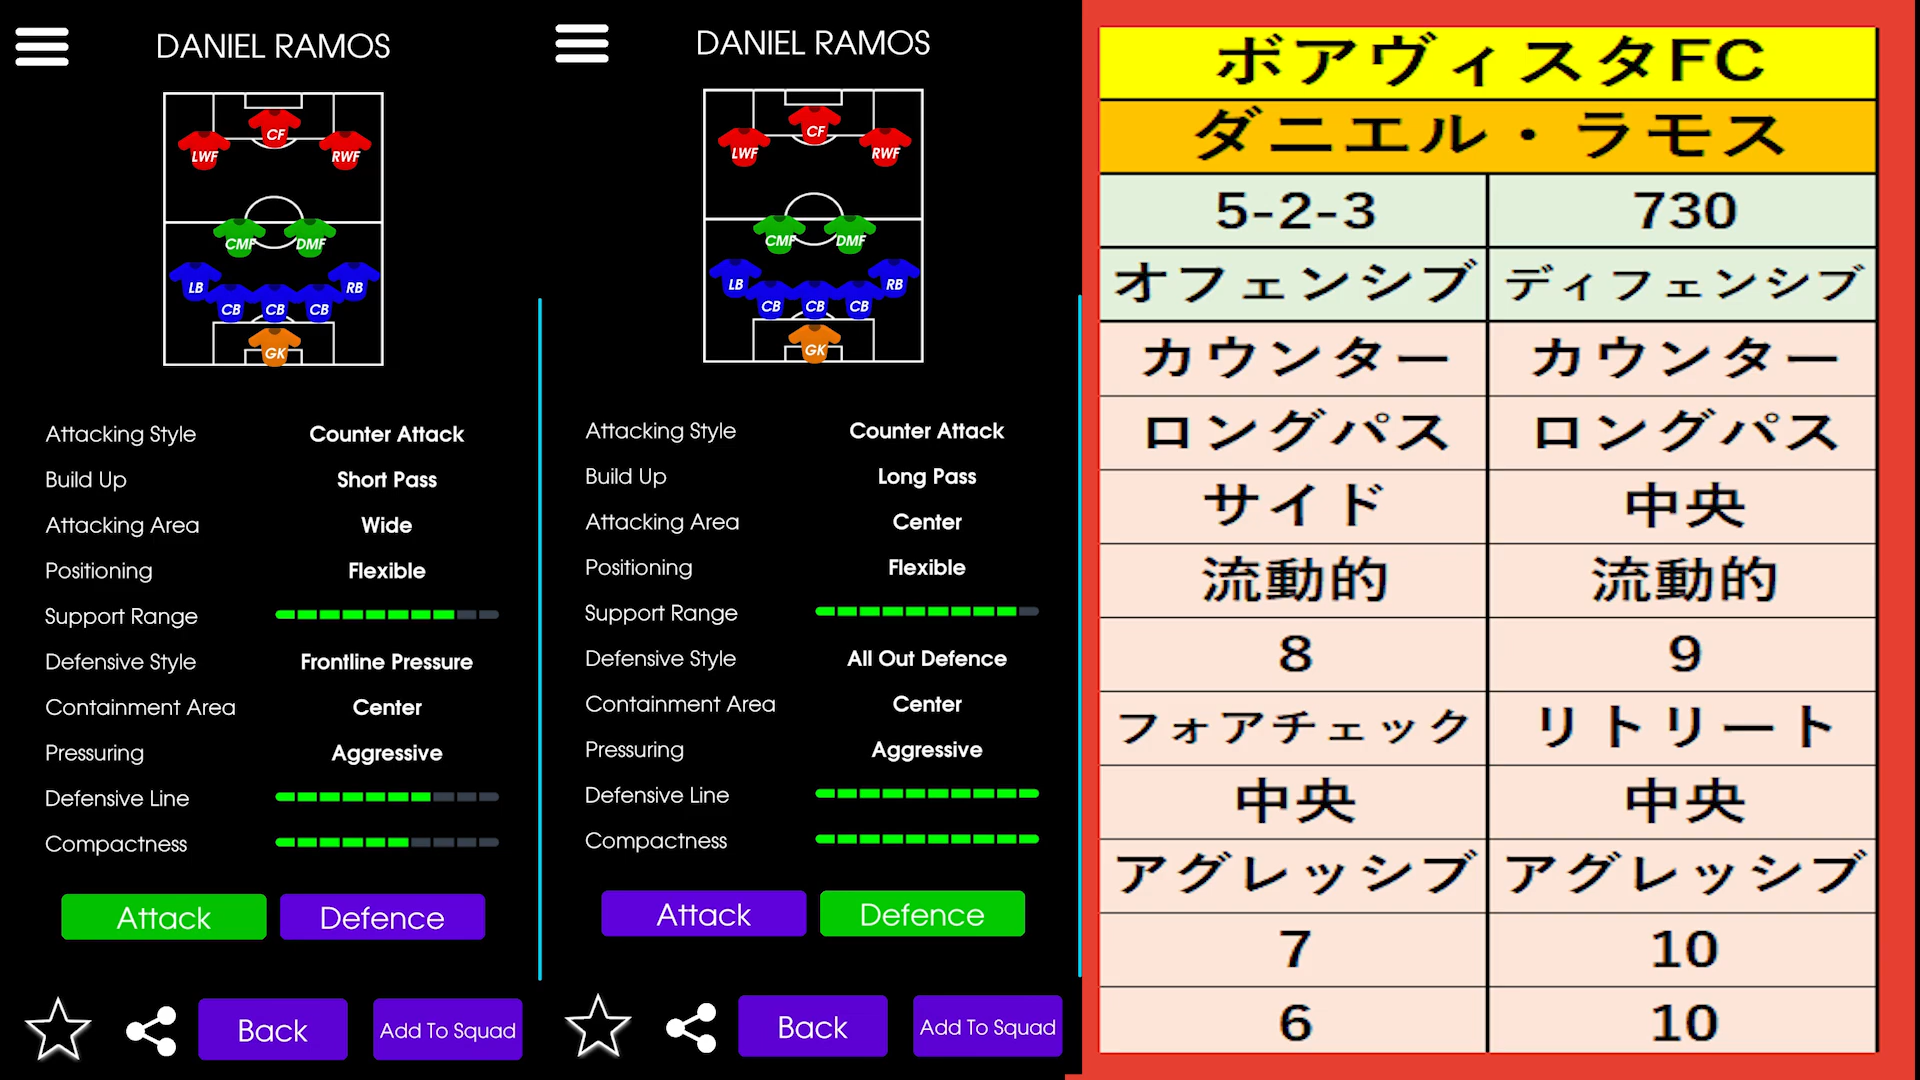 DANIEL RAMOS
CF
LWF
RWF
CMF
DMF
LB
RB
CB
CB
CB
GK
Attacking Style Counter Attack
Build Up Short Pass
Attacking Area Wide
Positioning Flexible
Support Range
Defensive Style Frontline Pressure
Containment Area Center
Pressuring Aggressive
Defensive Line
Compactness
Attack Defence
Back Add To Squad
DANIEL RAMOS
CF
LWF
RWF
CMF
DMF
LB
RB
CB
CB
CB
GK
Attacking Style Counter Attack
Build Up Long Pass
Attacking Area Center
Positioning Flexible
Support Range
Defensive Style All Out Defence
Containment Area Center
Pressuring Aggressive
Defensive Line
Compactness
Attack Defence
Back Add To Squad
ボアヴィスタFC
ダニエル・ラモス
5-2-3 730
オフェンシブ ディフェンシブ
カウンター カウンター
ロングパス ロングパス
サイド 中央
流動的 流動的
8 9
フォアチェック リトリート
中央 中央
アグレッシブ アグレッシブ
7 10
6 10